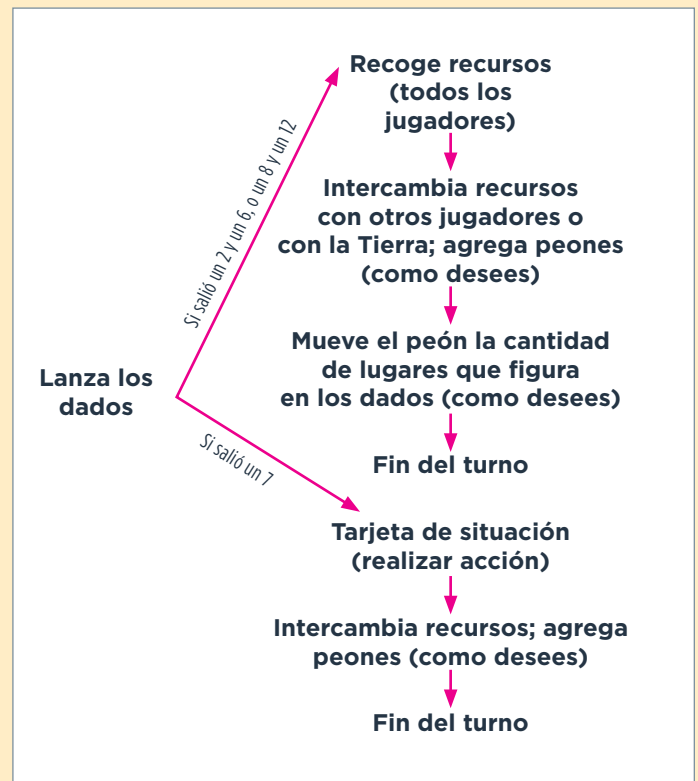 Lanza los
dados
Si salió un 2 y un 6, o un 8 y un 12
Recoge recursos
(todos los
jugadores)
Intercambia recursos
con otros jugadores o
con la Tierra; agrega peones
(como desees)
Mueve el peón la cantidad
de lugares que figura
en los dados (como desees)
Fin del turno
Si salió un 7
Tarjeta de situación
(realizar acción)
Intercambia recursos; agrega
peones (como desees)
Fin del turno